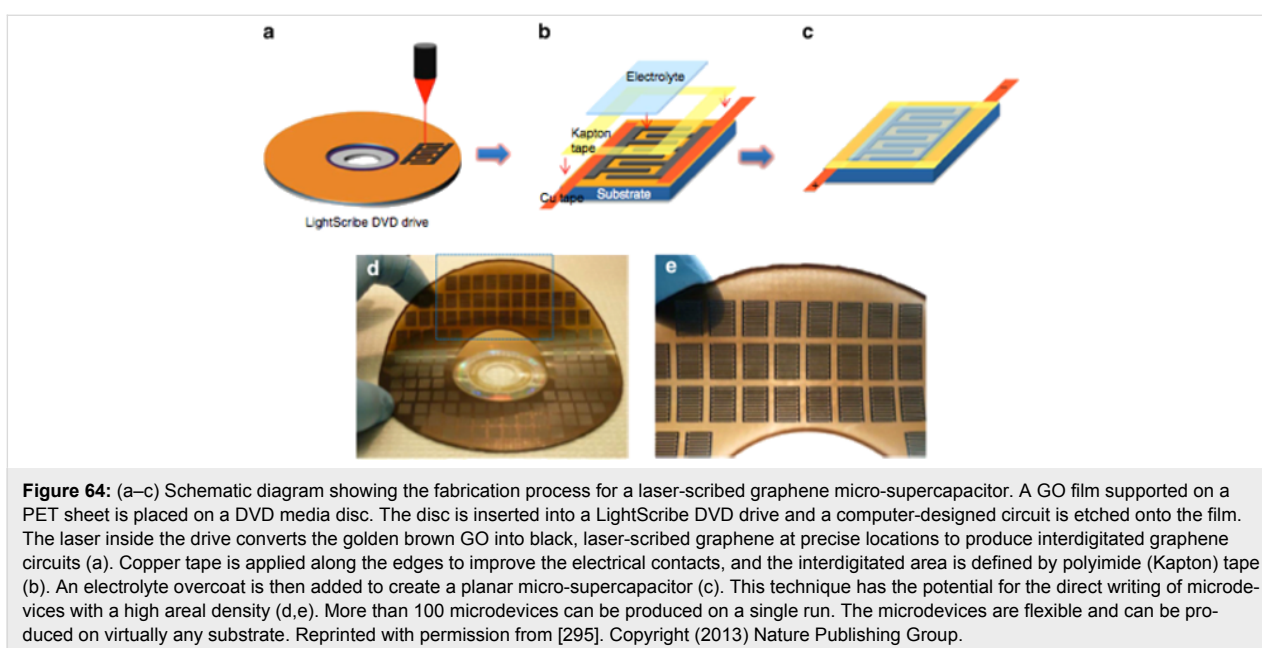 a
b
c
Electrolyte
Kapton
tape
Cu tape
Substrate
LightScribe DVD drive
-
+
d
e
Figure 64: (a–c) Schematic diagram showing the fabrication process for a laser-scribed graphene micro-supercapacitor. A GO film supported on a
PET sheet is placed on a DVD media disc. The disc is inserted into a LightScribe DVD drive and a computer-designed circuit is etched onto the film.
The laser inside the drive converts the golden brown GO into black, laser-scribed graphene at precise locations to produce interdigitated graphene
circuits (a). Copper tape is applied along the edges to improve the electrical contacts, and the interdigitated area is defined by polyimide (Kapton) tape
(b). An electrolyte overcoat is then added to create a planar micro-supercapacitor (c). This technique has the potential for the direct writing of microde-
vices with a high areal density (d,e). More than 100 microdevices can be produced on a single run. The microdevices are flexible and can be pro-
duced on virtually any substrate. Reprinted with permission from [295]. Copyright (2013) Nature Publishing Group.